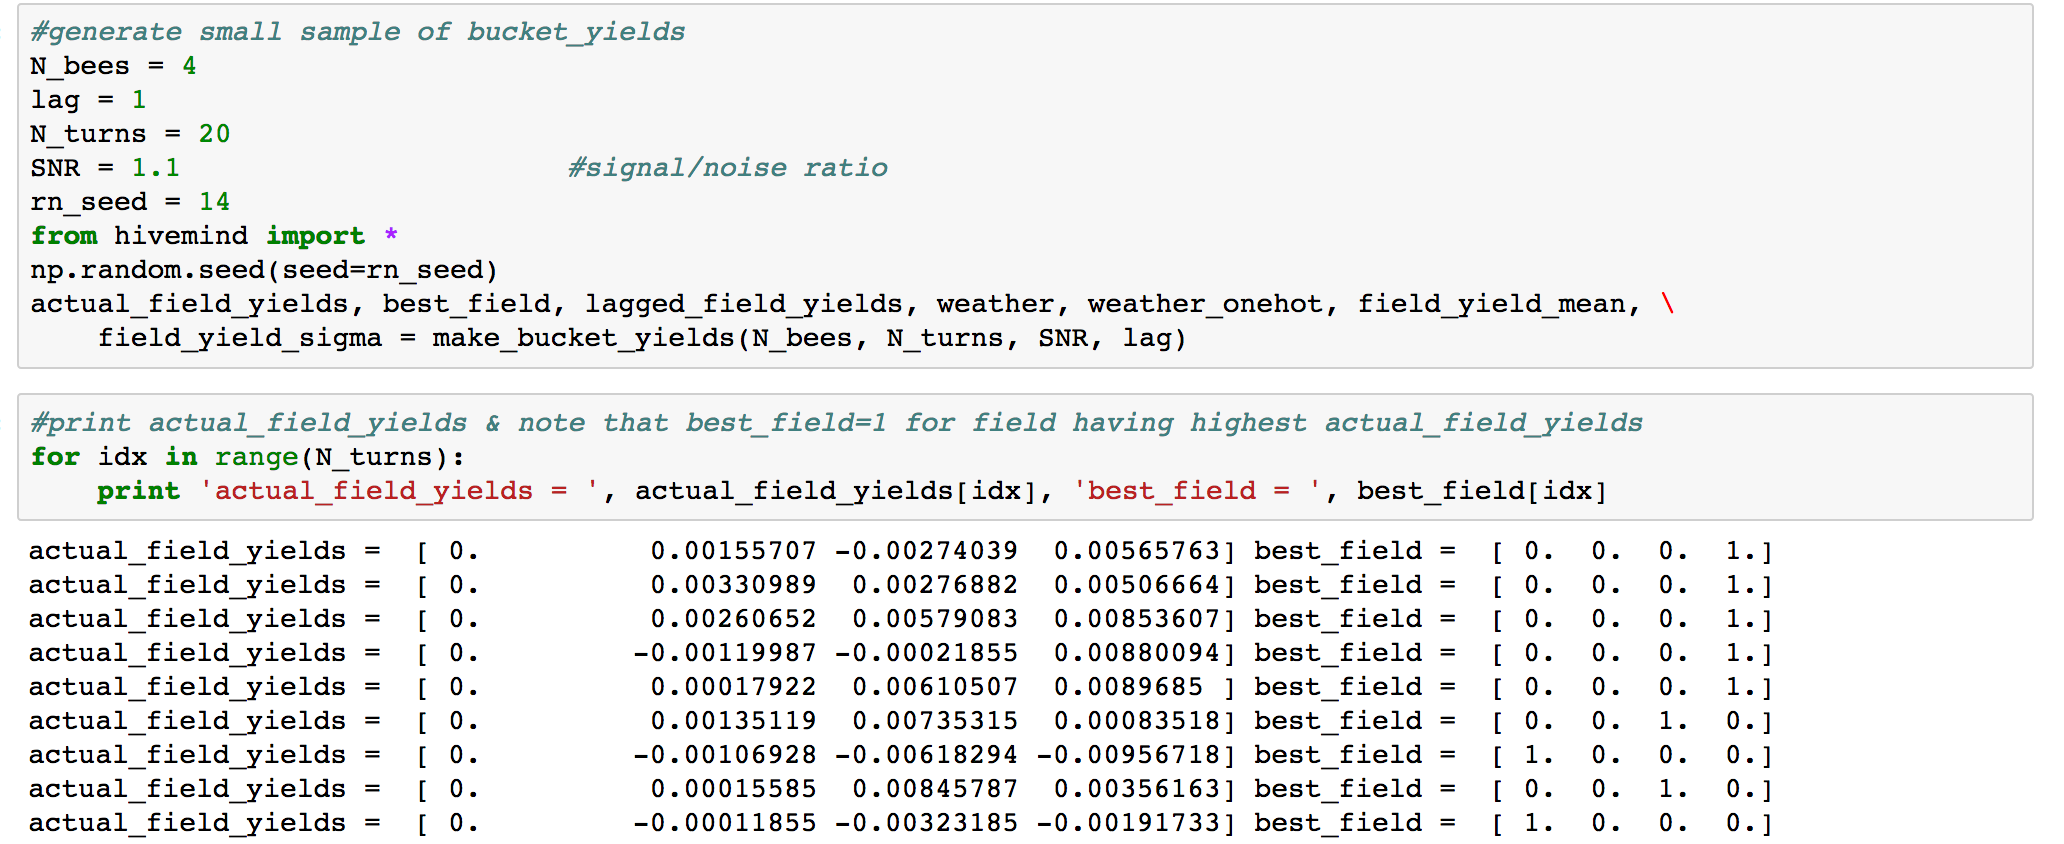 #generate small sample of bucket_yields
N_bees = 4
lag = 1
N_turns = 20
SNR = 1.1                       #signal/noise ratio
rn_seed = 14
from hivemind import *
np.random.seed(seed=rn_seed)
actual_field_yields, best_field, lagged_field_yields, weather, weather_onehot, field_yield_mean, \
    field_yield_sigma = make_bucket_yields(N_bees, N_turns, SNR, lag)
#print actual_field_yields & note that best_field=1 for field having highest actual_field_yields
for idx in range(N_turns):
    print 'actual_field_yields = ', actual_field_yields[idx], 'best_field = ', best_field[idx]
actual_field_yields =  [ 0.          0.00155707 -0.00274039  0.00565763] best_field =  [ 0.  0.  0.  1.]
actual_field_yields =  [ 0.          0.00330989  0.00276882  0.00506664] best_field =  [ 0.  0.  0.  1.]
actual_field_yields =  [ 0.          0.00260652  0.00579083  0.00853607] best_field =  [ 0.  0.  0.  1.]
actual_field_yields =  [ 0.         -0.00119987 -0.00021855  0.00880094] best_field =  [ 0.  0.  0.  1.]
actual_field_yields =  [ 0.          0.00017922  0.00610507  0.0089685 ] best_field =  [ 0.  0.  0.  1.]
actual_field_yields =  [ 0.          0.00135119  0.00735315  0.00083518] best_field =  [ 0.  0.  1.  0.]
actual_field_yields =  [ 0.         -0.00106928 -0.00618294 -0.00956718] best_field =  [ 1.  0.  0.  0.]
actual_field_yields =  [ 0.          0.00015585  0.00845787  0.00356163] best_field =  [ 0.  0.  1.  0.]
actual_field_yields =  [ 0.         -0.00011855 -0.00323185 -0.00191733] best_field =  [ 1.  0.  0.  0.]